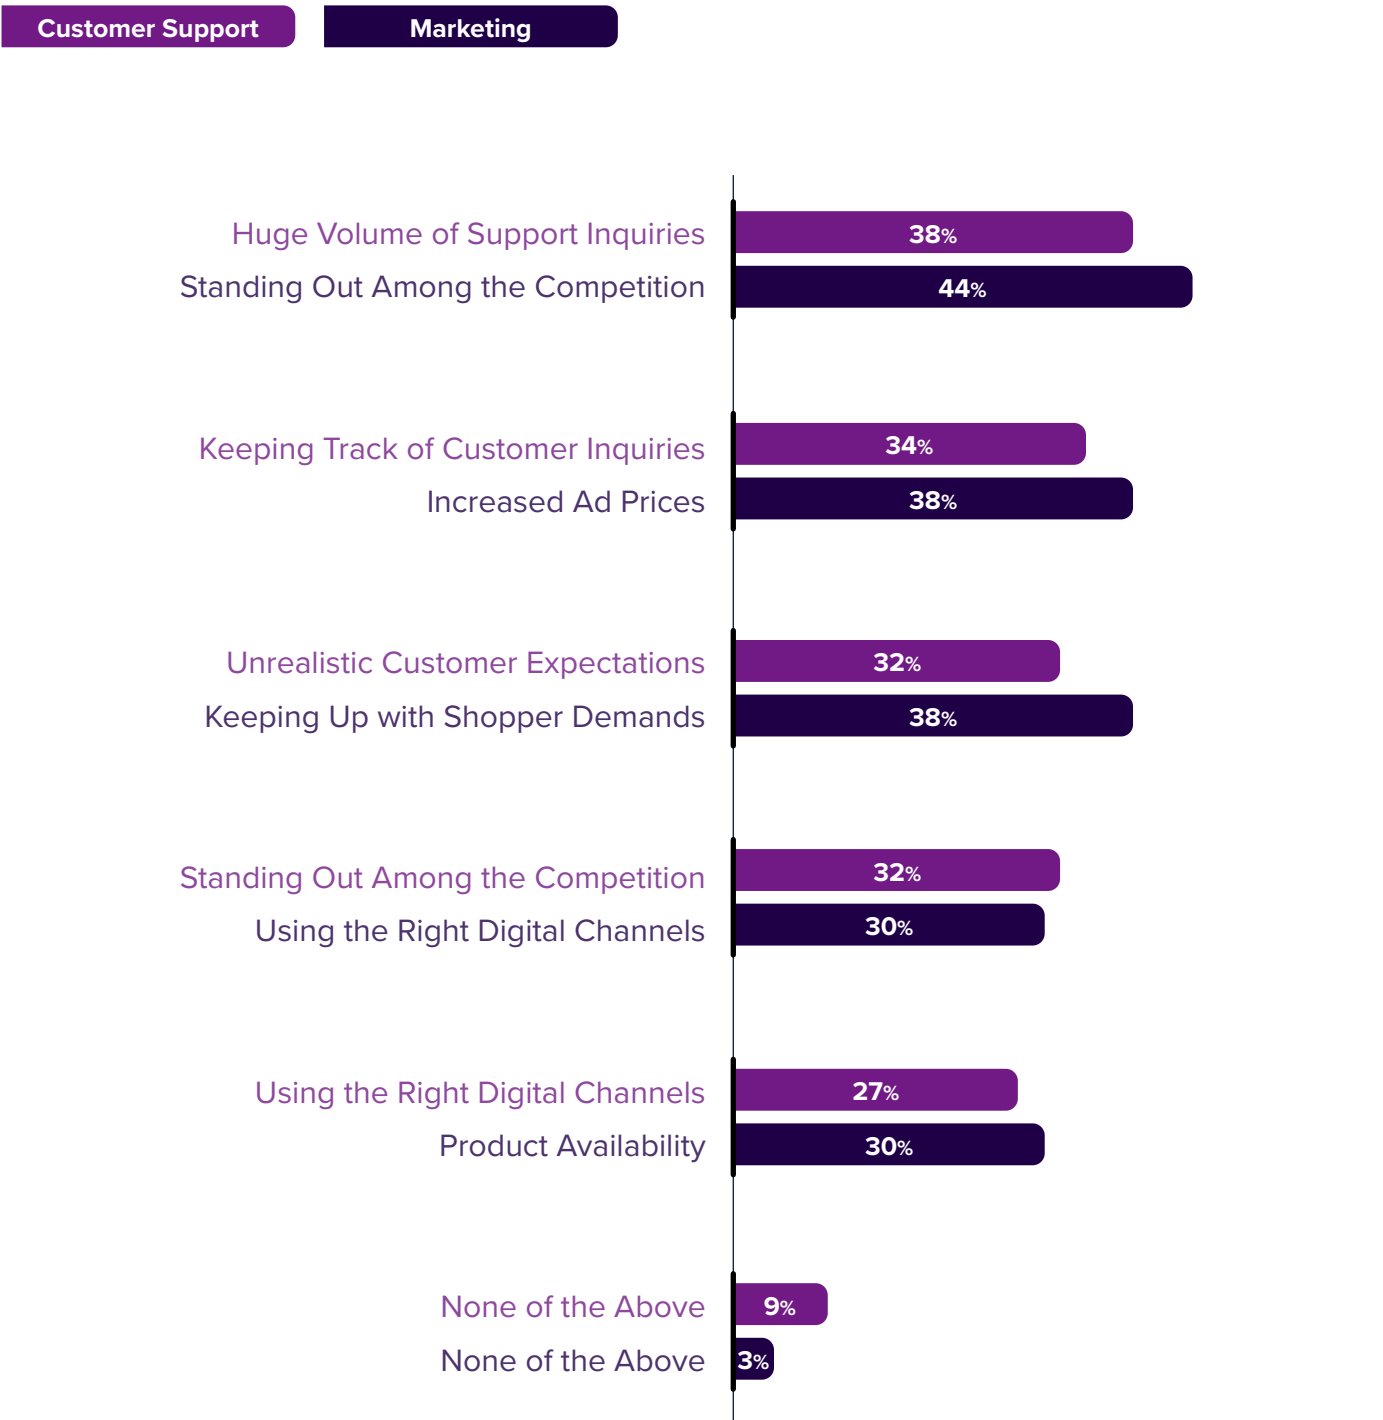 Customer Support
Marketing
Huge Volume of Support Inquiries
38%
Standing Out Among the Competition
44%
Keeping Track of Customer Inquiries
34%
Increased Ad Prices
38%
Unrealistic Customer Expectations
32%
Keeping Up with Shopper Demands
38%
Standing Out Among the Competition
32%
Using the Right Digital Channels
30%
Using the Right Digital Channels
27%
Product Availability
30%
None of the Above
9%
None of the Above
3%